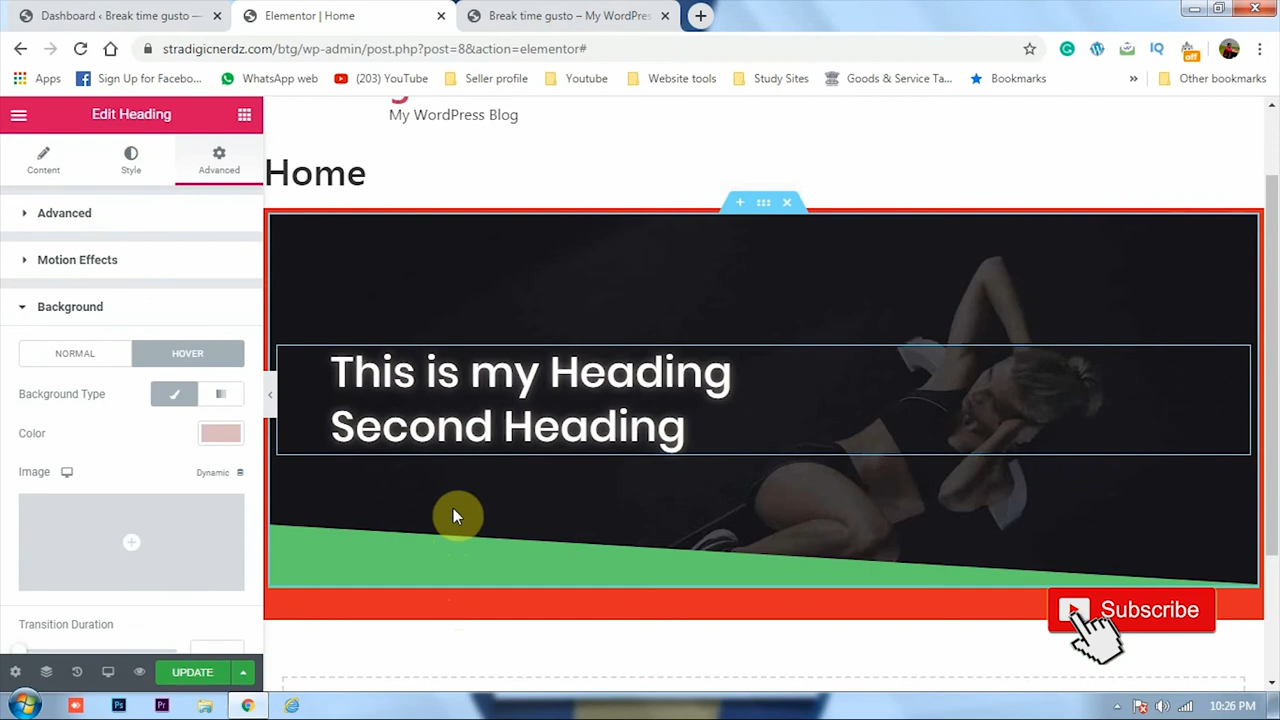 Dashboard ‹ Break time gusto —
Elementor | Home
Break time gusto – My WordPres
stradigicnerdz.com/btg/wp-admin/post.php?post=8&action=elementor#
Apps
Sign Up for Facebo...
WhatsApp web
(203) YouTube
Seller profile
Youtube
Website tools
Study Sites
Goods & Service Ta...
Bookmarks
»
Other bookmarks
off
Edit Heading
My WordPress Blog
Content
Style
Advanced
Home
Advanced
Motion Effects
Background
NORMAL
HOVER
Background Type
Color
Image
Dynamic
This is my Heading
Second Heading
Transition Duration
Subscribe
UPDATE
10:26 PM